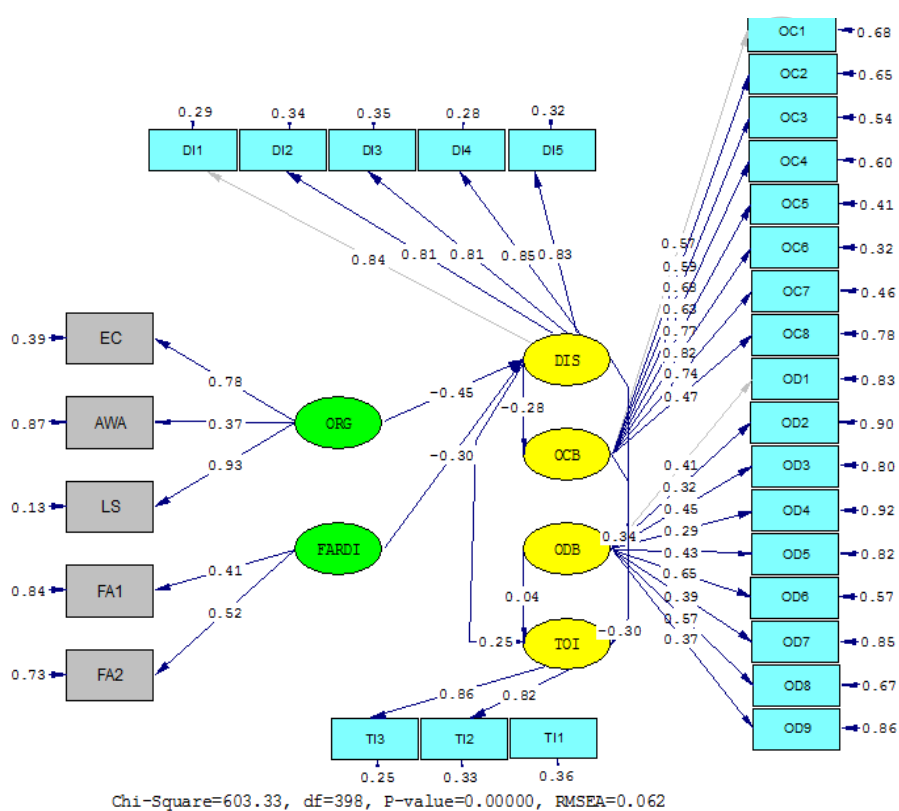 OC1 0.68
OC2 0.65
OC3 0.54
OC4 0.60
OC5 0.41
OC6 0.32
OC7 0.46
OC8 0.78
OD1 0.83
OD2 0.90
OD3 0.80
OD4 0.92
OD5 0.82
OD6 0.57
OD7 0.85
OD8 0.67
OD9 0.86
0.29 0.34 0.35 0.28 0.32
DI1 DI2 DI3 DI4 DI5
0.84 0.81 0.81 0.85 0.83
0.57
0.59
0.68
0.63
0.77
0.82
0.74
0.47
0.39 EC
0.87 AWA
0.13 LS
0.84 FA1
0.73 FA2
0.78
0.37
0.93
0.41
0.52
ORG
FARDI
-0.45
-0.30
DIS
-0.28
OCB
ODB
0.04
TOI
0.25
0.34
-0.30
0.41
0.32
0.45
0.29
0.43
0.65
0.39
0.57
0.37
0.86 0.82
TI3 TI2 TI1
0.25 0.33 0.36
Chi-Square=603.33, df=398, P-value=0.00000, RMSEA=0.062